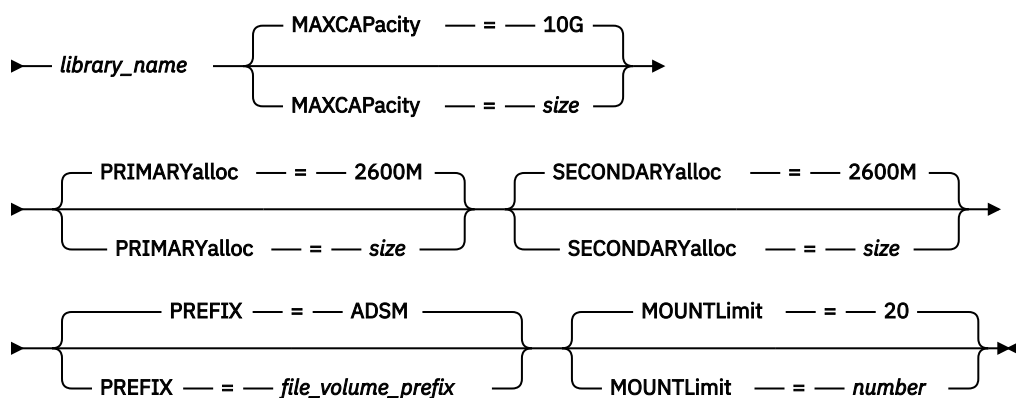 MAXCAPacity = 10G
library_name
MAXCAPacity = size
PRIMARYalloc = 2600M SECONDARYalloc = 2600M
PRIMARYalloc = size SECONDARYalloc = size
PREFIX = ADSM MOUNTLimit = 20
PREFIX = file_volume_prefix MOUNTLimit = number